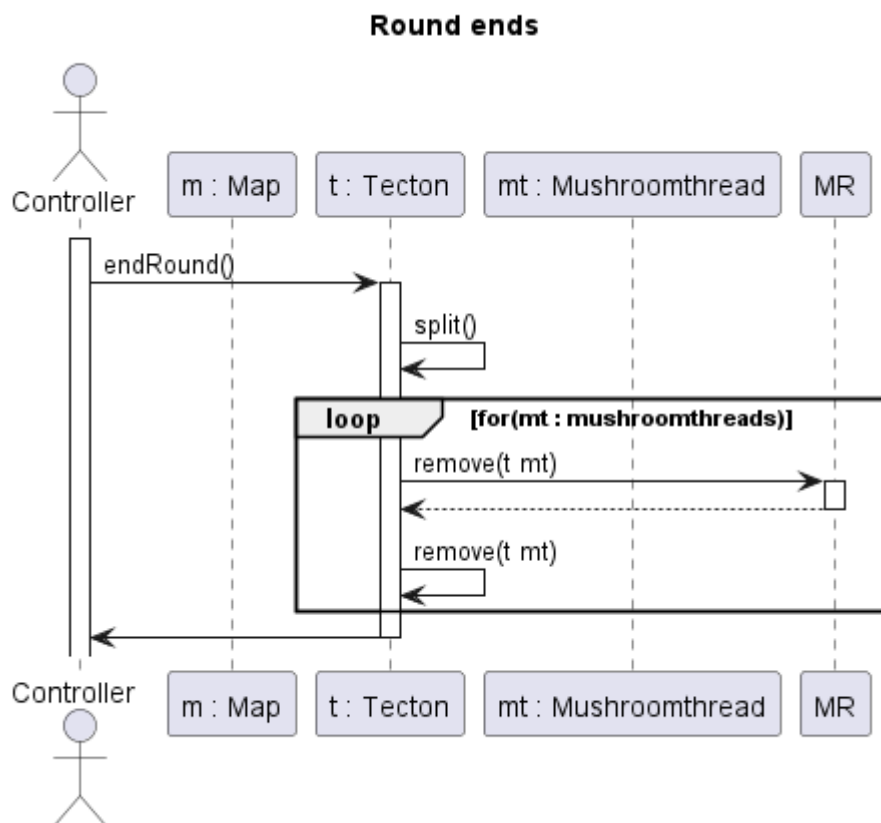 Round ends
Controller
m : Map
t : Tecton
mt : Mushroomthread
MR
endRound()
split()
loop
[for(mt : mushroomthreads)]
remove(t mt)
remove(t mt)
Controller
m : Map
t : Tecton
mt : Mushroomthread
MR